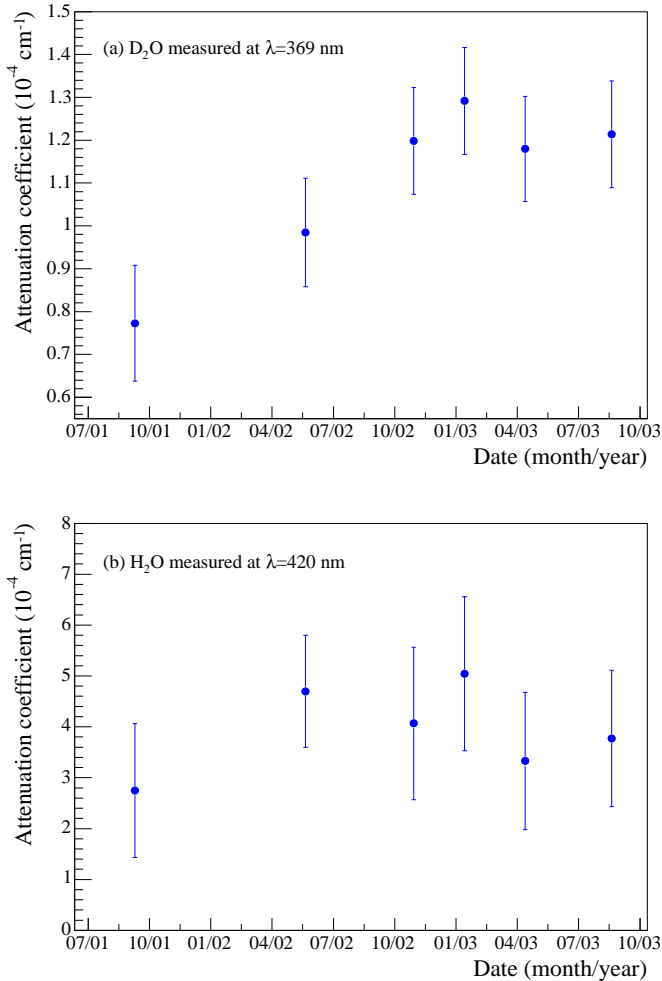 Attenuation coefficient (10⁻⁴ cm⁻¹)
(a) D₂O measured at λ=369 nm
1.5
1.4
1.3
1.2
1.1
1
0.9
0.8
0.7
0.6
07/01 10/01 01/02 04/02 07/02 10/02 01/03 04/03 07/03 10/03
Date (month/year)
Attenuation coefficient (10⁻⁴ cm⁻¹)
(b) H₂O measured at λ=420 nm
8
7
6
5
4
3
2
1
0
07/01 10/01 01/02 04/02 07/02 10/02 01/03 04/03 07/03 10/03
Date (month/year)